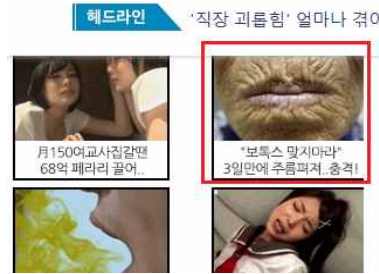 헤드라인
'직장 괴롭힘' 얼마나 겪어
月150여교사집갈땐
68억 페라리 끌어..
"보톡스 맞지마라"
3일만에 주름펴져..충격!